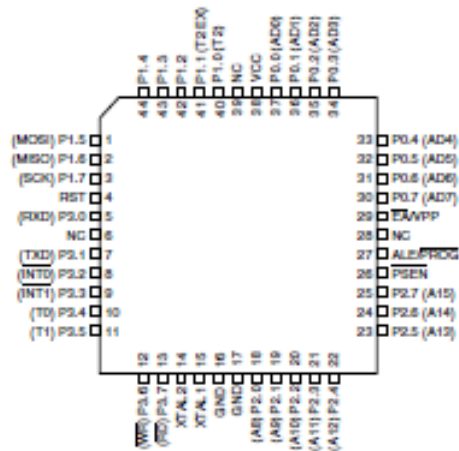 P1.4
P1.3
P1.2
P1.1 (T2 EX)
P1.0 (T2)
NC
VCC
P0.0 (AD0)
P0.1 (AD1)
P0.2 (AD2)
P0.3 (AD3)
44
43
42
41
40
39
38
37
36
35
34
(MOSI) P1.5 1
(MISO) P1.6 2
(SCK) P1.7 3
RST 4
(RXD) P3.0 5
NC 6
(TXD) P3.1 7
(INT0) P3.2 8
(INT1) P3.3 9
(T0) P3.4 10
(T1) P3.5 11
33 P0.4 (AD4)
32 P0.5 (AD5)
31 P0.6 (AD6)
30 P0.7 (AD7)
29 EA/VPP
28 NC
27 ALE/PROG
26 PSEN
25 P2.7 (A15)
24 P2.6 (A14)
23 P2.5 (A13)
12
13
14
15
16
17
18
19
20
21
22
(WR) P3.6
(RD) P3.7
XTAL2
XTAL1
GND
GND
(A8) P2.0
(A9) P2.1
(A10) P2.2
(A11) P2.3
(A12) P2.4